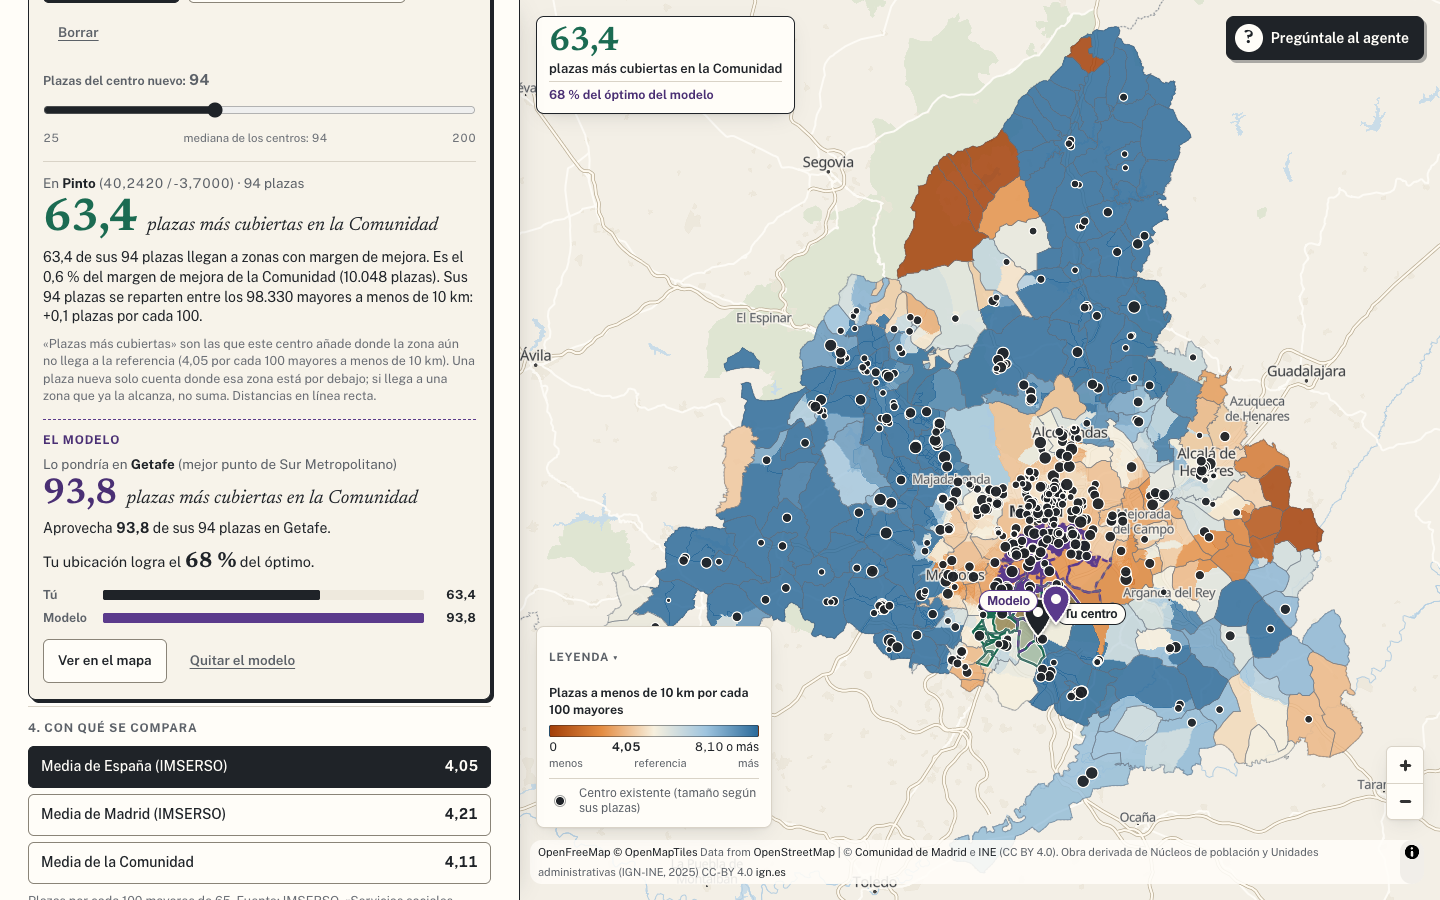 Borrar
Plazas del centro nuevo: 94
25 mediana de los centros: 94 200
En Pinto (40,2420 / -3,7000) · 94 plazas
63,4 plazas más cubiertas en la Comunidad
63,4 de sus 94 plazas llegan a zonas con margen de mejora. Es el
0,6 % del margen de mejora de la Comunidad (10.048 plazas). Sus
94 plazas se reparten entre los 98.330 mayores a menos de 10 km:
+0,1 plazas por cada 100.
«Plazas más cubiertas» son las que este centro añade donde la zona aún
no llega a la referencia (4,05 por cada 100 mayores a menos de 10 km). Una
plaza nueva solo cuenta donde esa zona está por debajo; si llega a una
zona que ya la alcanza, no suma. Distancias en línea recta.
EL MODELO
Lo pondría en Getafe (mejor punto de Sur Metropolitano)
93,8 plazas más cubiertas en la Comunidad
Aprovecha 93,8 de sus 94 plazas en Getafe.
Tu ubicación logra el 68 % del óptimo.
Tú 63,4
Modelo 93,8
Ver en el mapa Quitar el modelo
4. CON QUÉ SE COMPARA
Media de España (IMSERSO) 4,05
Media de Madrid (IMSERSO) 4,21
Media de la Comunidad 4,11
Plazas por cada 100 mayores de 65. Fuente: IMSERSO, «Servicios sociales
63,4
plazas más cubiertas en la Comunidad
68 % del óptimo del modelo
? Pregúntale al agente
Segovia
El Espinar
Ávila
Guadalajara
Azuqueca
de Henares
Alcalá de
Majadahonda
Mejorada
del Campo
Arganda del Rey
Modelo
Tu centro
Ocaña
Toledo
LEYENDA
Plazas a menos de 10 km por cada
100 mayores
0 4,05 8,10 o más
menos referencia más
Centro existente (tamaño según
sus plazas)
+
−
OpenFreeMap © OpenMapTiles Data from OpenStreetMap | © Comunidad de Madrid e INE (CC BY 4.0). Obra derivada de Núcleos de población y Unidades
administrativas (IGN-INE, 2025) CC-BY 4.0 ign.es